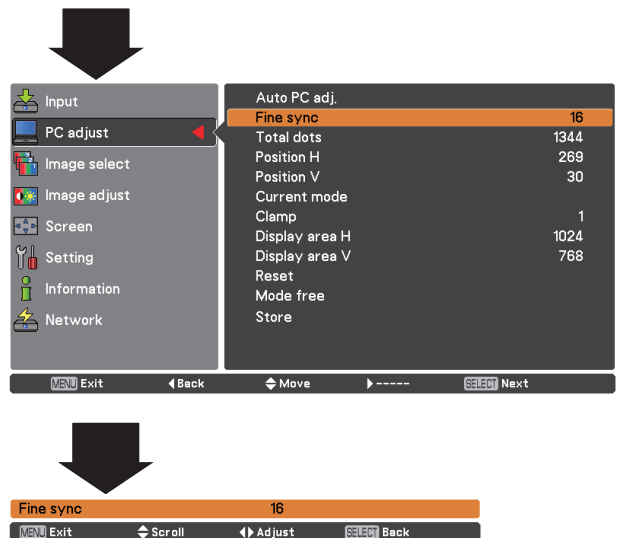 Input
PC adjust
Image select
Image adjust
Screen
Setting
Information
Network
Auto PC adj.
Fine sync 16
Total dots 1344
Position H 269
Position V 30
Current mode
Clamp 1
Display area H 1024
Display area V 768
Reset
Mode free
Store
MENU Exit Back Move ----- SELECT Next
Fine sync 16
MENU Exit Scroll Adjust SELECT Back